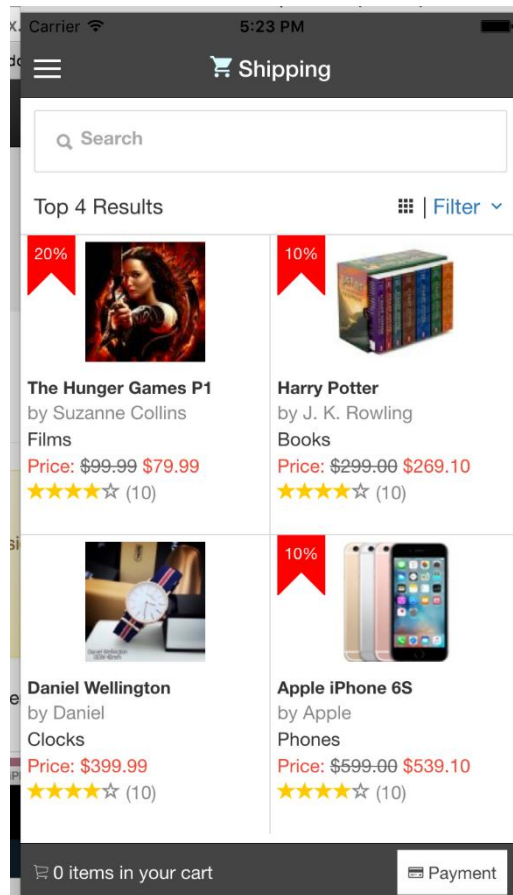 Carrier 5:23 PM
Shipping
Search
Top 4 Results | Filter
20%
The Hunger Games P1
by Suzanne Collins
Films
Price: $99.99 $79.99
(10)
10%
Harry Potter
by J. K. Rowling
Books
Price: $299.00 $269.10
(10)
Daniel Wellington
by Daniel
Clocks
Price: $399.99
(10)
10%
Apple iPhone 6S
by Apple
Phones
Price: $599.00 $539.10
(10)
0 items in your cart
Payment